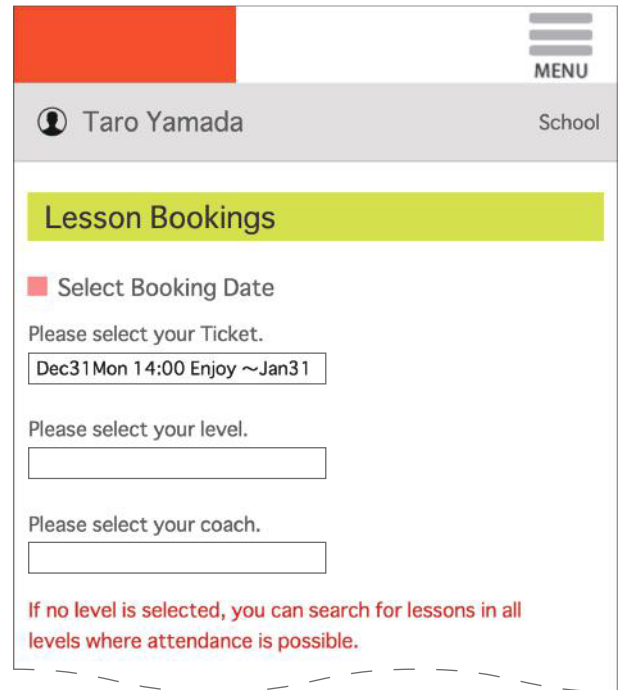 MENU
Taro Yamada School
Lesson Bookings
Select Booking Date
Please select your Ticket.
Dec31Mon 14:00 Enjoy ～Jan31
Please select your level.
Please select your coach.
If no level is selected, you can search for lessons in all
levels where attendance is possible.